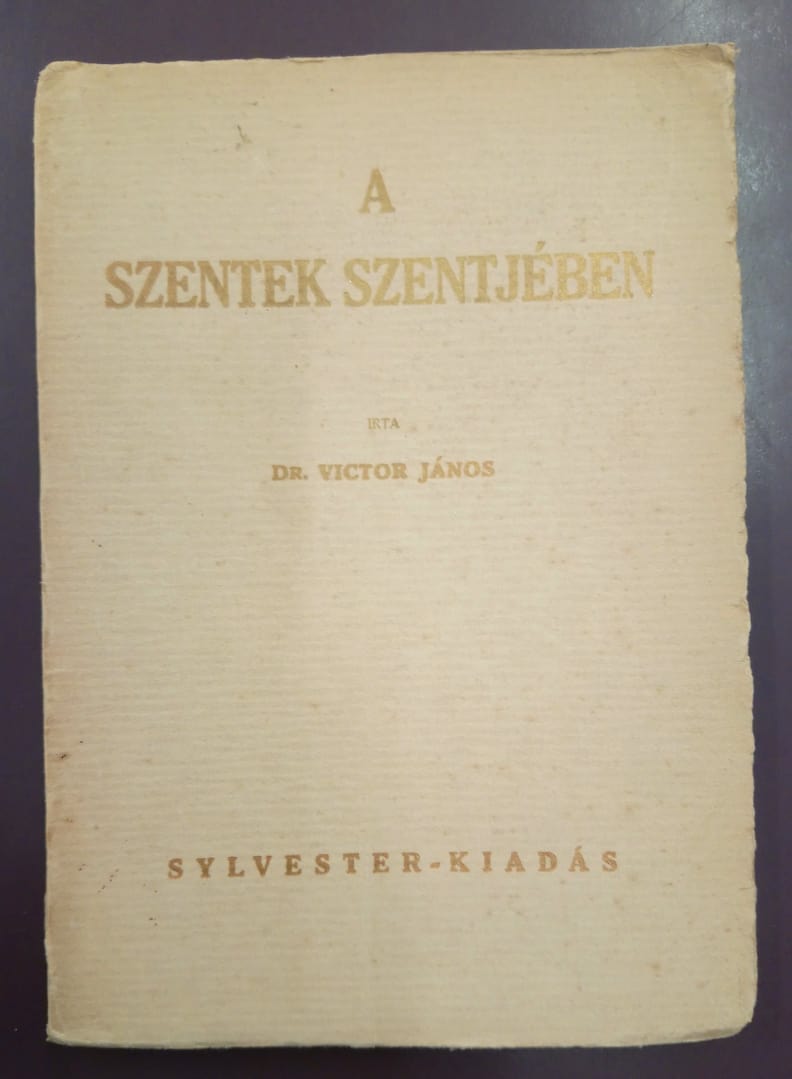 A
SZENTEK SZENTJÉBEN
IRTA
DR. VICTOR JÁNOS
SYLVESTER-KIADÁS